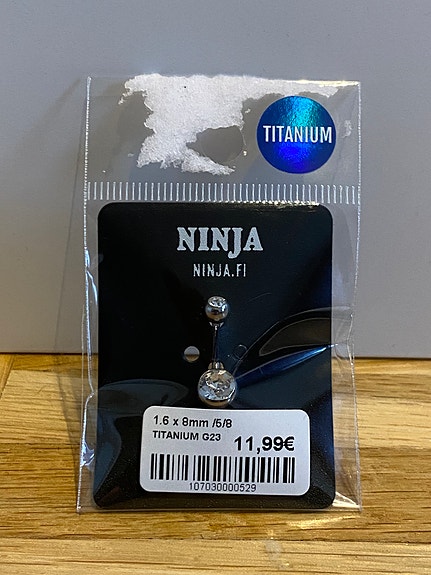 TITANIUM
NINJA
NINJA.FI
1.6 x 8mm /5/8
TITANIUM G23
11,99€
107030000529